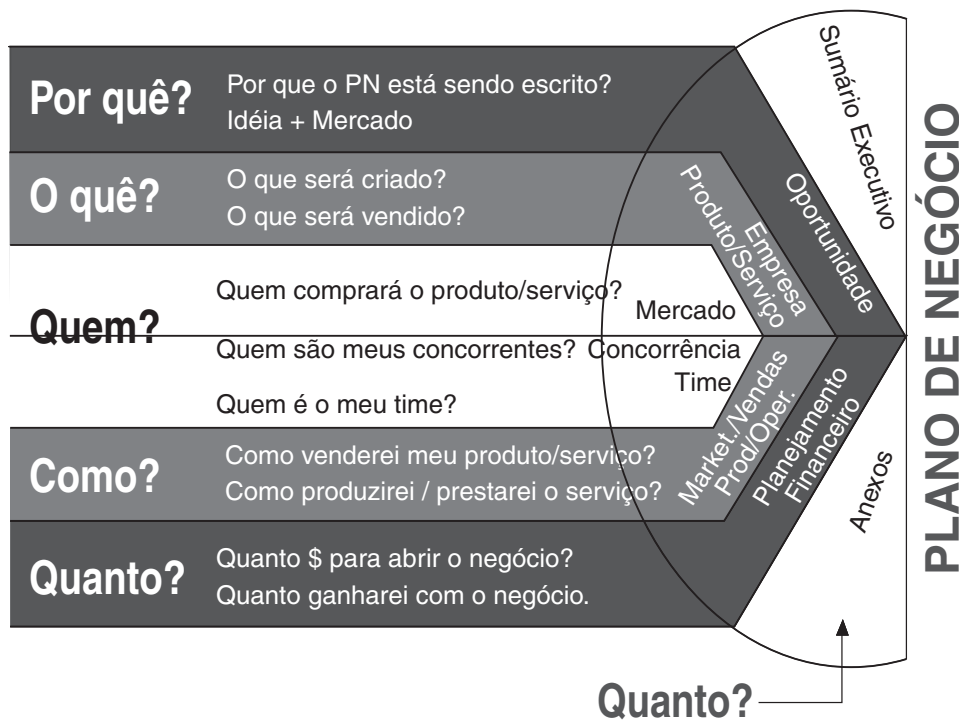 Por quê?
Por que o PN está sendo escrito?
Idéia + Mercado
O quê?
O que será criado?
O que será vendido?
Quem?
Quem comprará o produto/serviço?
Quem são meus concorrentes?
Quem é o meu time?
Como?
Como venderei meu produto/serviço?
Como produzirei / prestarei o serviço?
Quanto?
Quanto $ para abrir o negócio?
Quanto ganharei com o negócio.
Sumário Executivo
Oportunidade
Empresa
Produto/Serviço
Mercado
Concorrência
Time
Market./Vendas
Prod/Oper.
Planejamento
Financeiro
Anexos
Quanto?
PLANO DE NEGÓCIO